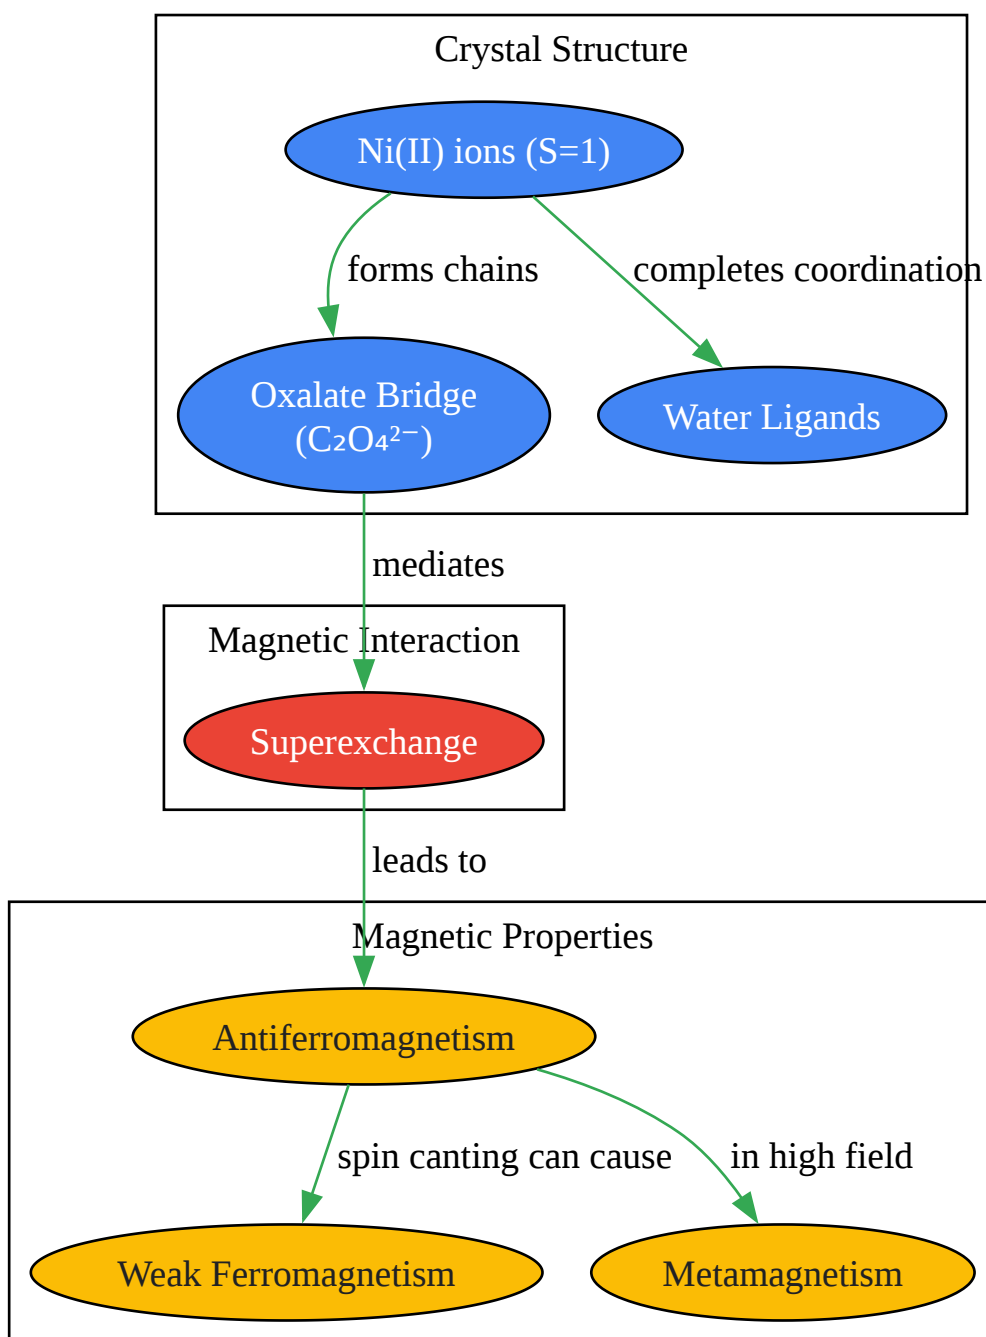 Crystal Structure
Ni(II) ions (S=1)
forms chains
completes coordination
Oxalate Bridge
(C₂O₄²⁻)
Water Ligands
mediates
Magnetic Interaction
Superexchange
leads to
Magnetic Properties
Antiferromagnetism
spin canting can cause
in high field
Weak Ferromagnetism
Metamagnetism